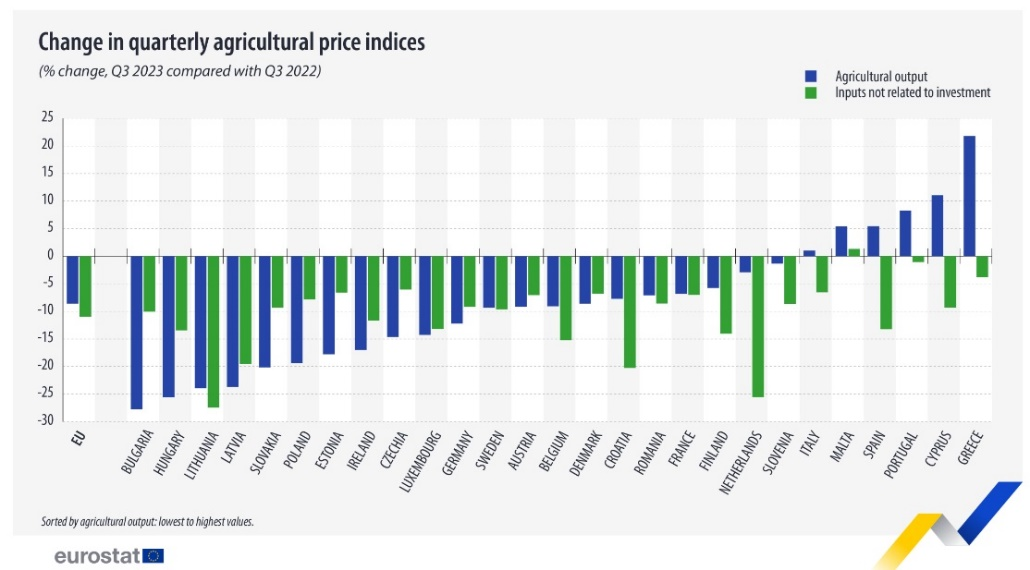 Change in quarterly agricultural price indices
(% change, Q3 2023 compared with Q3 2022)
Agricultural output
Inputs not related to investment
25
20
15
10
5
0
-5
-10
-15
-20
-25
-30
EU
BULGARIA
HUNGARY
LITHUANIA
LATVIA
SLOVAKIA
POLAND
ESTONIA
IRELAND
CZECHIA
LUXEMBOURG
GERMANY
SWEDEN
AUSTRIA
BELGIUM
DENMARK
CROATIA
ROMANIA
FRANCE
FINLAND
NETHERLANDS
SLOVENIA
ITALY
MALTA
SPAIN
PORTUGAL
CYPRUS
GREECE
Sorted by agricultural output: lowest to highest values.
eurostat